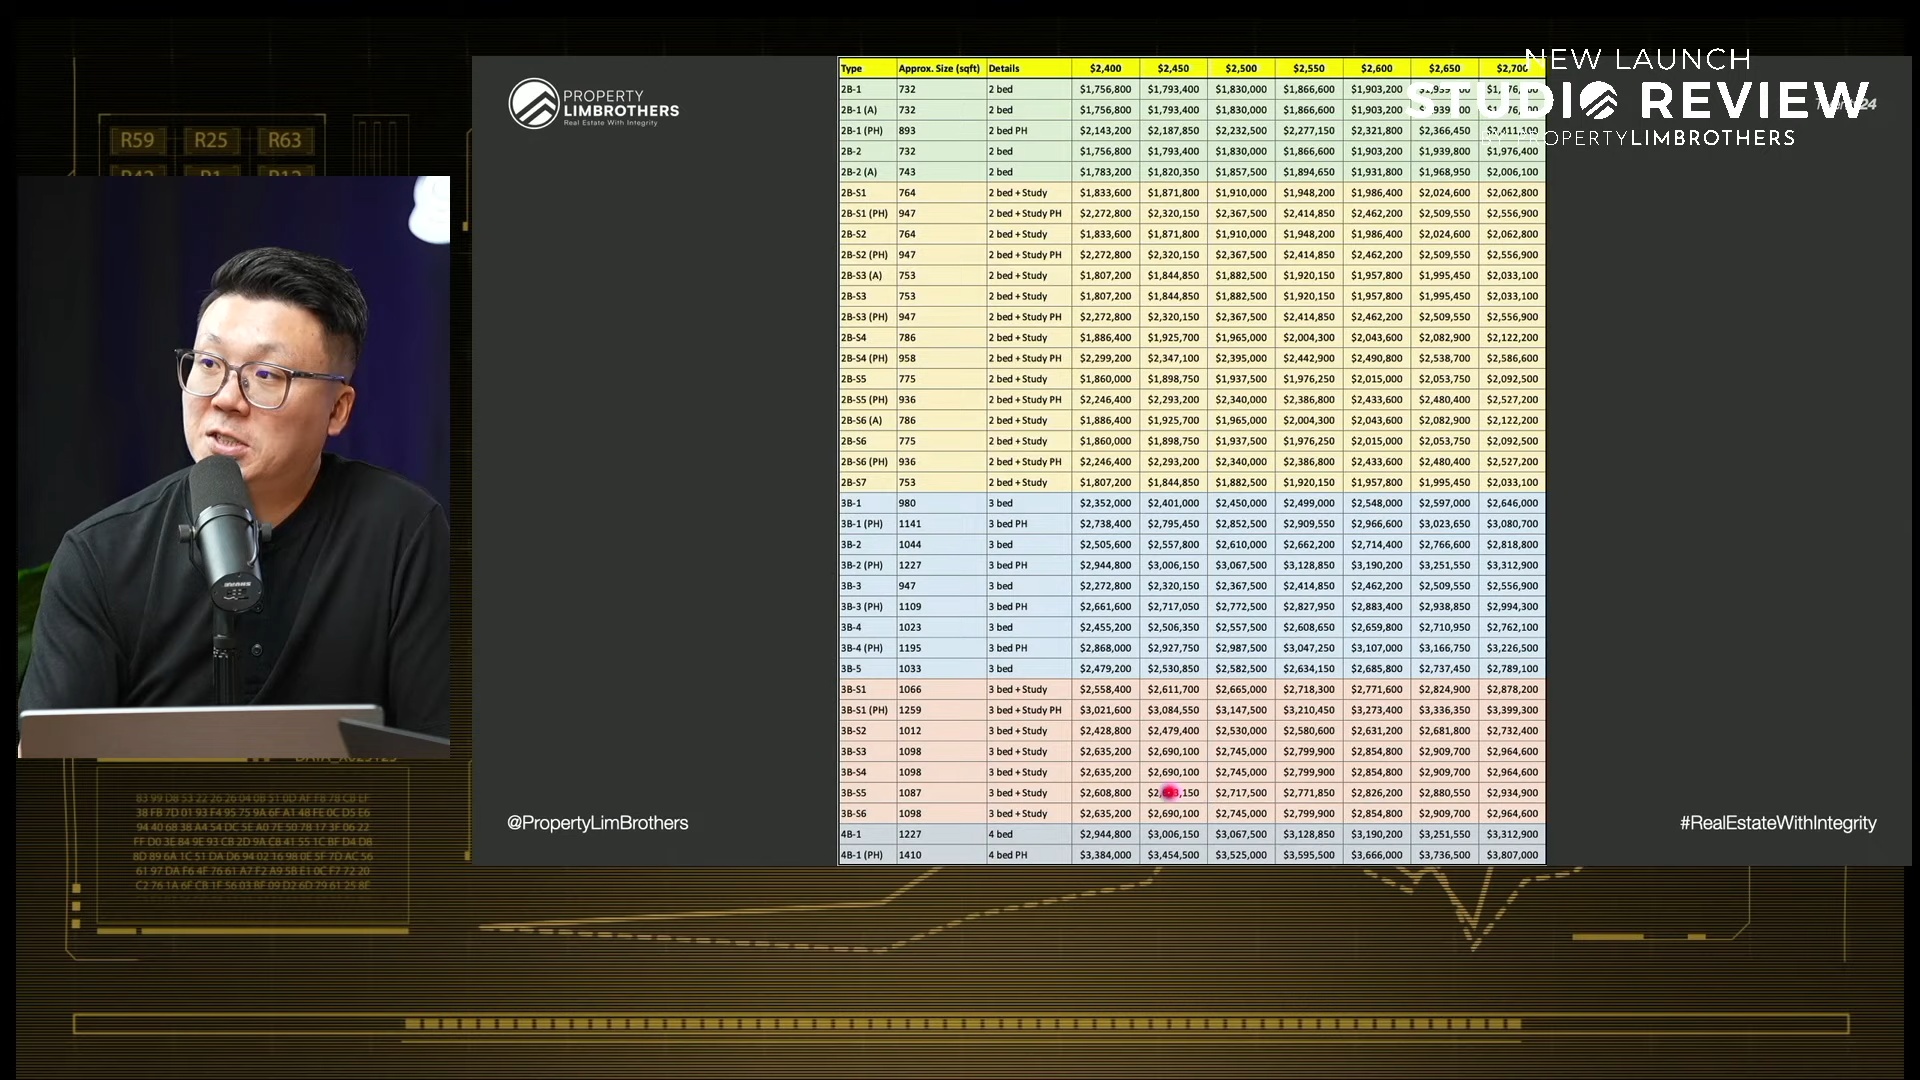 NEW LAUNCH
STUDIO REVIEW
PROPERTYLIMBROTHERS
PROPERTY
LIMBROTHERS
Real Estate With Integrity
R59 R25 R63
Type Approx. Size (sqft) Details $2,400 $2,450 $2,500 $2,550 $2,600 $2,650 $2,700
2B-1 732 2 bed $1,756,800 $1,793,400 $1,830,000 $1,866,600 $1,903,200
2B-1 (A) 732 2 bed $1,756,800 $1,793,400 $1,830,000 $1,866,600 $1,903,200
2B-1 (PH) 893 2 bed PH $2,143,200 $2,187,850 $2,232,500 $2,277,150 $2,321,800 $2,366,450
2B-2 732 2 bed $1,756,800 $1,793,400 $1,830,000 $1,866,600 $1,903,200 $1,939,800 $1,976,400
2B-2 (A) 743 2 bed $1,783,200 $1,820,350 $1,857,500 $1,894,650 $1,931,800 $1,968,950 $2,006,100
2B-S1 764 2 bed + Study $1,833,600 $1,871,800 $1,910,000 $1,948,200 $1,986,400 $2,024,600 $2,062,800
2B-S1 (PH) 947 2 bed + Study PH $2,272,800 $2,320,150 $2,367,500 $2,414,850 $2,462,200 $2,509,550 $2,556,900
2B-S2 764 2 bed + Study $1,833,600 $1,871,800 $1,910,000 $1,948,200 $1,986,400 $2,024,600 $2,062,800
2B-S2 (PH) 947 2 bed + Study PH $2,272,800 $2,320,150 $2,367,500 $2,414,850 $2,462,200 $2,509,550 $2,556,900
2B-S3 (A) 753 2 bed + Study $1,807,200 $1,844,850 $1,882,500 $1,920,150 $1,957,800 $1,995,450 $2,033,100
2B-S3 753 2 bed + Study $1,807,200 $1,844,850 $1,882,500 $1,920,150 $1,957,800 $1,995,450 $2,033,100
2B-S3 (PH) 947 2 bed + Study PH $2,272,800 $2,320,150 $2,367,500 $2,414,850 $2,462,200 $2,509,550 $2,556,900
2B-S4 786 2 bed + Study $1,886,400 $1,925,700 $1,965,000 $2,004,300 $2,043,600 $2,082,900 $2,122,200
2B-S4 (PH) 958 2 bed + Study PH $2,299,200 $2,347,100 $2,395,000 $2,442,900 $2,490,800 $2,538,700 $2,586,600
2B-S5 775 2 bed + Study $1,860,000 $1,898,750 $1,937,500 $1,976,250 $2,015,000 $2,053,750 $2,092,500
2B-S5 (PH) 936 2 bed + Study PH $2,246,400 $2,293,200 $2,340,000 $2,386,800 $2,433,600 $2,480,400 $2,527,200
2B-S6 (A) 786 2 bed + Study $1,886,400 $1,925,700 $1,965,000 $2,004,300 $2,043,600 $2,082,900 $2,122,200
2B-S6 775 2 bed + Study $1,860,000 $1,898,750 $1,937,500 $1,976,250 $2,015,000 $2,053,750 $2,092,500
2B-S6 (PH) 936 2 bed + Study PH $2,246,400 $2,293,200 $2,340,000 $2,386,800 $2,433,600 $2,480,400 $2,527,200
2B-S7 753 2 bed + Study $1,807,200 $1,844,850 $1,882,500 $1,920,150 $1,957,800 $1,995,450 $2,033,100
3B-1 980 3 bed $2,352,000 $2,401,000 $2,450,000 $2,499,000 $2,548,000 $2,597,000 $2,646,000
3B-1 (PH) 1141 3 bed PH $2,738,400 $2,795,450 $2,852,500 $2,909,550 $2,966,600 $3,023,650 $3,080,700
3B-2 1044 3 bed $2,505,600 $2,557,800 $2,610,000 $2,662,200 $2,714,400 $2,766,600 $2,818,800
3B-2 (PH) 1227 3 bed PH $2,944,800 $3,006,150 $3,067,500 $3,128,850 $3,190,200 $3,251,550 $3,312,900
3B-3 947 3 bed $2,272,800 $2,320,150 $2,367,500 $2,414,850 $2,462,200 $2,509,550 $2,556,900
3B-3 (PH) 1109 3 bed PH $2,661,600 $2,717,050 $2,772,500 $2,827,950 $2,883,400 $2,938,850 $2,994,300
3B-4 1023 3 bed $2,455,200 $2,506,350 $2,557,500 $2,608,650 $2,659,800 $2,710,950 $2,762,100
3B-4 (PH) 1195 3 bed PH $2,868,000 $2,927,750 $2,987,500 $3,047,250 $3,107,000 $3,166,750 $3,226,500
3B-5 1033 3 bed $2,479,200 $2,530,850 $2,582,500 $2,634,150 $2,685,800 $2,737,450 $2,789,100
3B-S1 1066 3 bed + Study $2,558,400 $2,611,700 $2,665,000 $2,718,300 $2,771,600 $2,824,900 $2,878,200
3B-S1 (PH) 1259 3 bed + Study PH $3,021,600 $3,084,550 $3,147,500 $3,210,450 $3,273,400 $3,336,350 $3,399,300
3B-S2 1012 3 bed + Study $2,428,800 $2,479,400 $2,530,000 $2,580,600 $2,631,200 $2,681,800 $2,732,400
3B-S3 1098 3 bed + Study $2,635,200 $2,690,100 $2,745,000 $2,799,900 $2,854,800 $2,909,700 $2,964,600
3B-S4 1098 3 bed + Study $2,635,200 $2,690,100 $2,745,000 $2,799,900 $2,854,800 $2,909,700 $2,964,600
3B-S5 1087 3 bed + Study $2,608,800 $2,717,500 $2,771,850 $2,826,200 $2,880,550 $2,934,900
3B-S6 1098 3 bed + Study $2,635,200 $2,690,100 $2,745,000 $2,799,900 $2,854,800 $2,909,700 $2,964,600
4B-1 1227 4 bed $2,944,800 $3,006,150 $3,067,500 $3,128,850 $3,190,200 $3,251,550 $3,312,900
4B-1 (PH) 1410 4 bed PH $3,384,000 $3,454,500 $3,525,000 $3,595,500 $3,666,000 $3,736,500 $3,807,000
@PropertyLimBrothers
#RealEstateWithIntegrity